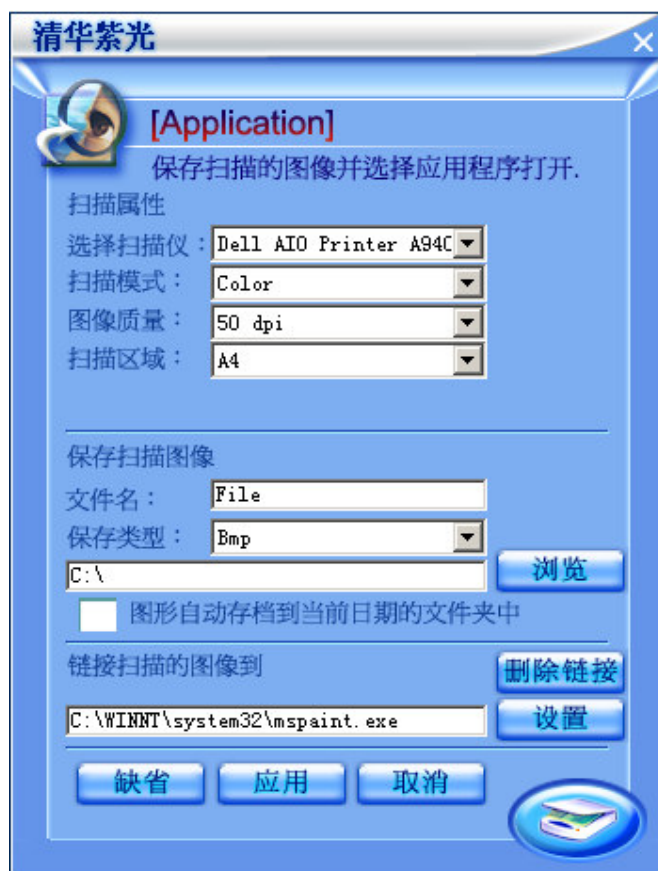 清华紫光
[Application]
保存扫描的图像并选择应用程序打开.
扫描属性
选择扫描仪： Dell AIO Printer A940
扫描模式： Color
图像质量： 50 dpi
扫描区域： A4
保存扫描图像
文件名： File
保存类型： Bmp
C:\ 浏览
图形自动存档到当前日期的文件夹中
链接扫描的图像到 删除链接
C:\WINNT\system32\mspaint.exe 设置
缺省 应用 取消